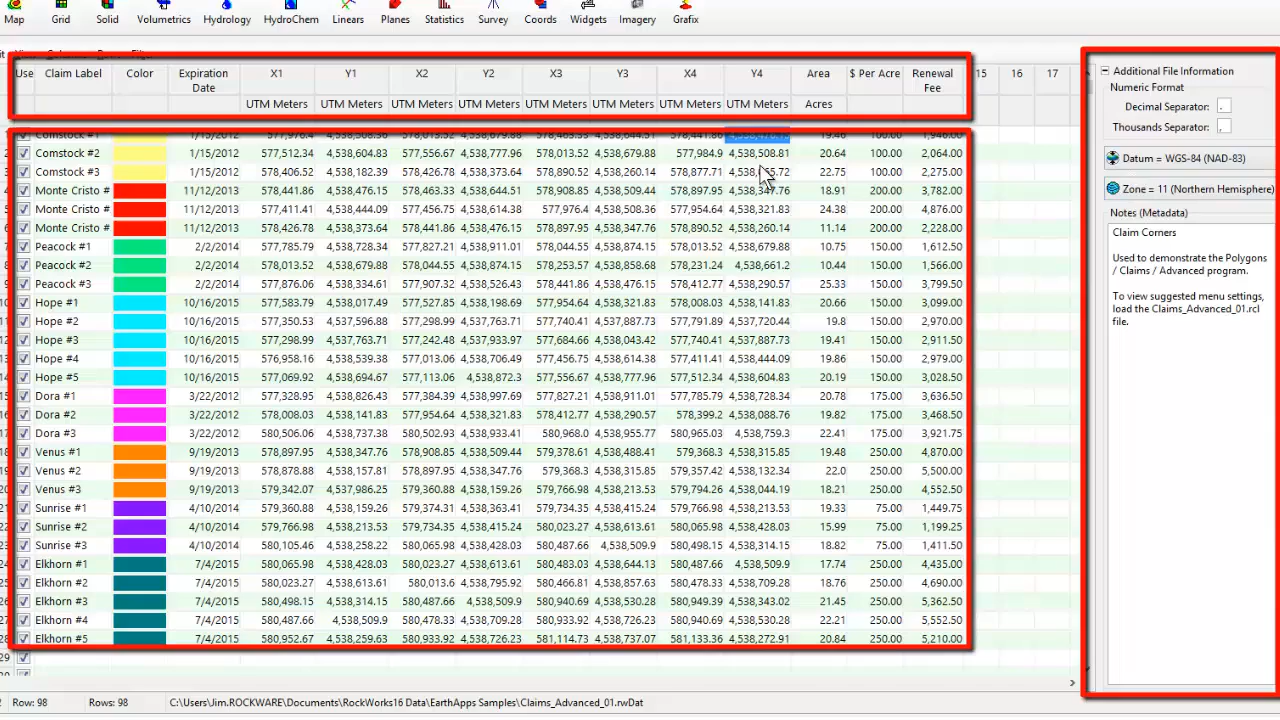 Map Grid Solid Volumetrics Hydrology HydroChem Linears Planes Statistics Survey Coords Widgets Imagery Grafix
Use Claim Label Color Expiration Date X1 Y1 X2 Y2 X3 Y3 X4 Y4 Area $ Per Acre Renewal Fee 15 16 17
UTM Meters UTM Meters UTM Meters UTM Meters UTM Meters UTM Meters UTM Meters UTM Meters Acres
Comstock #1 1/15/2012 577,976.4 4,538,508.36 578,013.52 4,538,679.88 578,463.33 4,538,644.51 578,441.86 19.46 100.00 1,946.00
Comstock #2 1/15/2012 577,512.34 4,538,604.83 577,556.67 4,538,777.96 578,013.52 4,538,679.88 577,984.9 4,538,508.81 20.64 100.00 2,064.00
Comstock #3 1/15/2012 578,406.52 4,538,182.39 578,426.78 4,538,373.64 578,890.52 4,538,260.14 578,877.71 22.75 100.00 2,275.00
Monte Cristo # 11/12/2013 578,441.86 4,538,476.15 578,463.33 4,538,644.51 578,908.85 4,538,509.44 578,897.95 4,538,347.76 18.91 200.00 3,782.00
Monte Cristo # 11/12/2013 577,411.41 4,538,444.09 577,456.75 4,538,614.38 577,976.4 4,538,508.36 577,954.64 4,538,321.83 24.38 200.00 4,876.00
Monte Cristo # 11/12/2013 578,426.78 4,538,373.64 578,441.86 4,538,476.15 578,897.95 4,538,347.76 578,890.52 4,538,260.14 11.14 200.00 2,228.00
Peacock #1 2/2/2014 577,785.79 4,538,728.34 577,827.21 4,538,911.01 578,044.55 4,538,874.15 578,013.52 4,538,679.88 10.75 150.00 1,612.50
Peacock #2 2/2/2014 578,013.52 4,538,679.88 578,044.55 4,538,874.15 578,253.57 4,538,858.68 578,231.24 4,538,661.2 10.44 150.00 1,566.00
Peacock #3 2/2/2014 577,876.06 4,538,334.61 577,907.32 4,538,526.43 578,441.86 4,538,476.15 578,412.77 4,538,290.57 25.33 150.00 3,799.50
Hope #1 10/16/2015 577,583.79 4,538,017.49 577,527.85 4,538,198.69 577,954.64 4,538,321.83 578,008.03 4,538,141.83 20.66 150.00 3,099.00
Hope #2 10/16/2015 577,350.53 4,537,596.88 577,298.99 4,537,763.71 577,740.41 4,537,887.73 577,791.89 4,537,720.44 19.8 150.00 2,970.00
Hope #3 10/16/2015 577,298.99 4,537,763.71 577,242.48 4,537,933.97 577,684.66 4,538,043.42 577,740.41 4,537,887.73 19.41 150.00 2,911.50
Hope #4 10/16/2015 576,958.16 4,538,539.38 577,013.06 4,538,706.49 577,456.75 4,538,614.38 577,411.41 4,538,444.09 19.86 150.00 2,979.00
Hope #5 10/16/2015 577,069.92 4,538,694.67 577,113.06 4,538,872.3 577,556.67 4,538,777.96 577,512.34 4,538,604.83 20.19 150.00 3,028.50
Dora #1 3/22/2012 577,328.95 4,538,826.43 577,384.39 4,538,997.69 577,827.21 4,538,911.01 577,785.79 4,538,728.34 20.78 175.00 3,636.50
Dora #2 3/22/2012 578,008.03 4,538,141.83 577,954.64 4,538,321.83 578,412.77 4,538,290.57 578,399.2 4,538,088.76 19.82 175.00 3,468.50
Dora #3 3/22/2012 580,506.06 4,538,737.38 580,502.93 4,538,933.41 580,968.0 4,538,955.77 580,965.03 4,538,759.3 22.41 175.00 3,921.75
Venus #1 9/19/2013 578,897.95 4,538,347.76 578,908.85 4,538,509.44 579,378.61 4,538,488.41 579,368.3 4,538,315.85 19.48 250.00 4,870.00
Venus #2 9/19/2013 578,878.88 4,538,157.81 578,897.95 4,538,347.76 579,368.3 4,538,315.85 579,357.42 4,538,132.34 22.0 250.00 5,500.00
Venus #3 9/19/2013 579,342.07 4,537,986.25 579,360.88 4,538,159.26 579,766.98 4,538,213.53 579,794.26 4,538,044.19 18.21 250.00 4,552.50
Sunrise #1 4/10/2014 579,360.88 4,538,159.26 579,374.31 4,538,363.41 579,734.35 4,538,415.24 579,766.98 4,538,213.53 19.33 75.00 1,449.75
Sunrise #2 4/10/2014 579,766.98 4,538,213.53 579,734.35 4,538,415.24 580,023.27 4,538,613.61 580,065.98 4,538,428.03 15.99 75.00 1,199.25
Sunrise #3 4/10/2014 580,105.46 4,538,258.22 580,065.98 4,538,428.03 580,487.66 4,538,509.9 580,498.15 4,538,314.15 18.82 75.00 1,411.50
Elkhorn #1 7/4/2015 580,065.98 4,538,428.03 580,023.27 4,538,613.61 580,483.03 4,538,644.13 580,487.66 4,538,509.9 17.74 250.00 4,435.00
Elkhorn #2 7/4/2015 580,023.27 4,538,613.61 580,013.6 4,538,795.92 580,466.81 4,538,857.63 580,478.33 4,538,709.28 18.76 250.00 4,690.00
Elkhorn #3 7/4/2015 580,498.15 4,538,314.15 580,487.66 4,538,509.9 580,940.69 4,538,530.28 580,949.39 4,538,343.02 21.45 250.00 5,362.50
Elkhorn #4 7/4/2015 580,487.66 4,538,509.9 580,478.33 4,538,709.28 580,933.92 4,538,726.23 580,940.69 4,538,530.28 22.21 250.00 5,552.50
Elkhorn #5 7/4/2015 580,952.67 4,538,259.63 580,933.92 4,538,726.23 581,114.73 4,538,737.07 581,133.36 4,538,272.91 20.84 250.00 5,210.00
29
Additional File Information
Numeric Format
Decimal Separator: .
Thousands Separator: ,
Datum = WGS-84 (NAD-83)
Zone = 11 (Northern Hemisphere)
Notes (Metadata)
Claim Corners
Used to demonstrate the Polygons
/ Claims / Advanced program.
To view suggested menu settings,
load the Claims_Advanced_01.rcl
file.
Row: 98 Rows: 98 C:\Users\Jim.ROCKWARE\Documents\RockWorks16 Data\EarthApps Samples\Claims_Advanced_01.rwDat